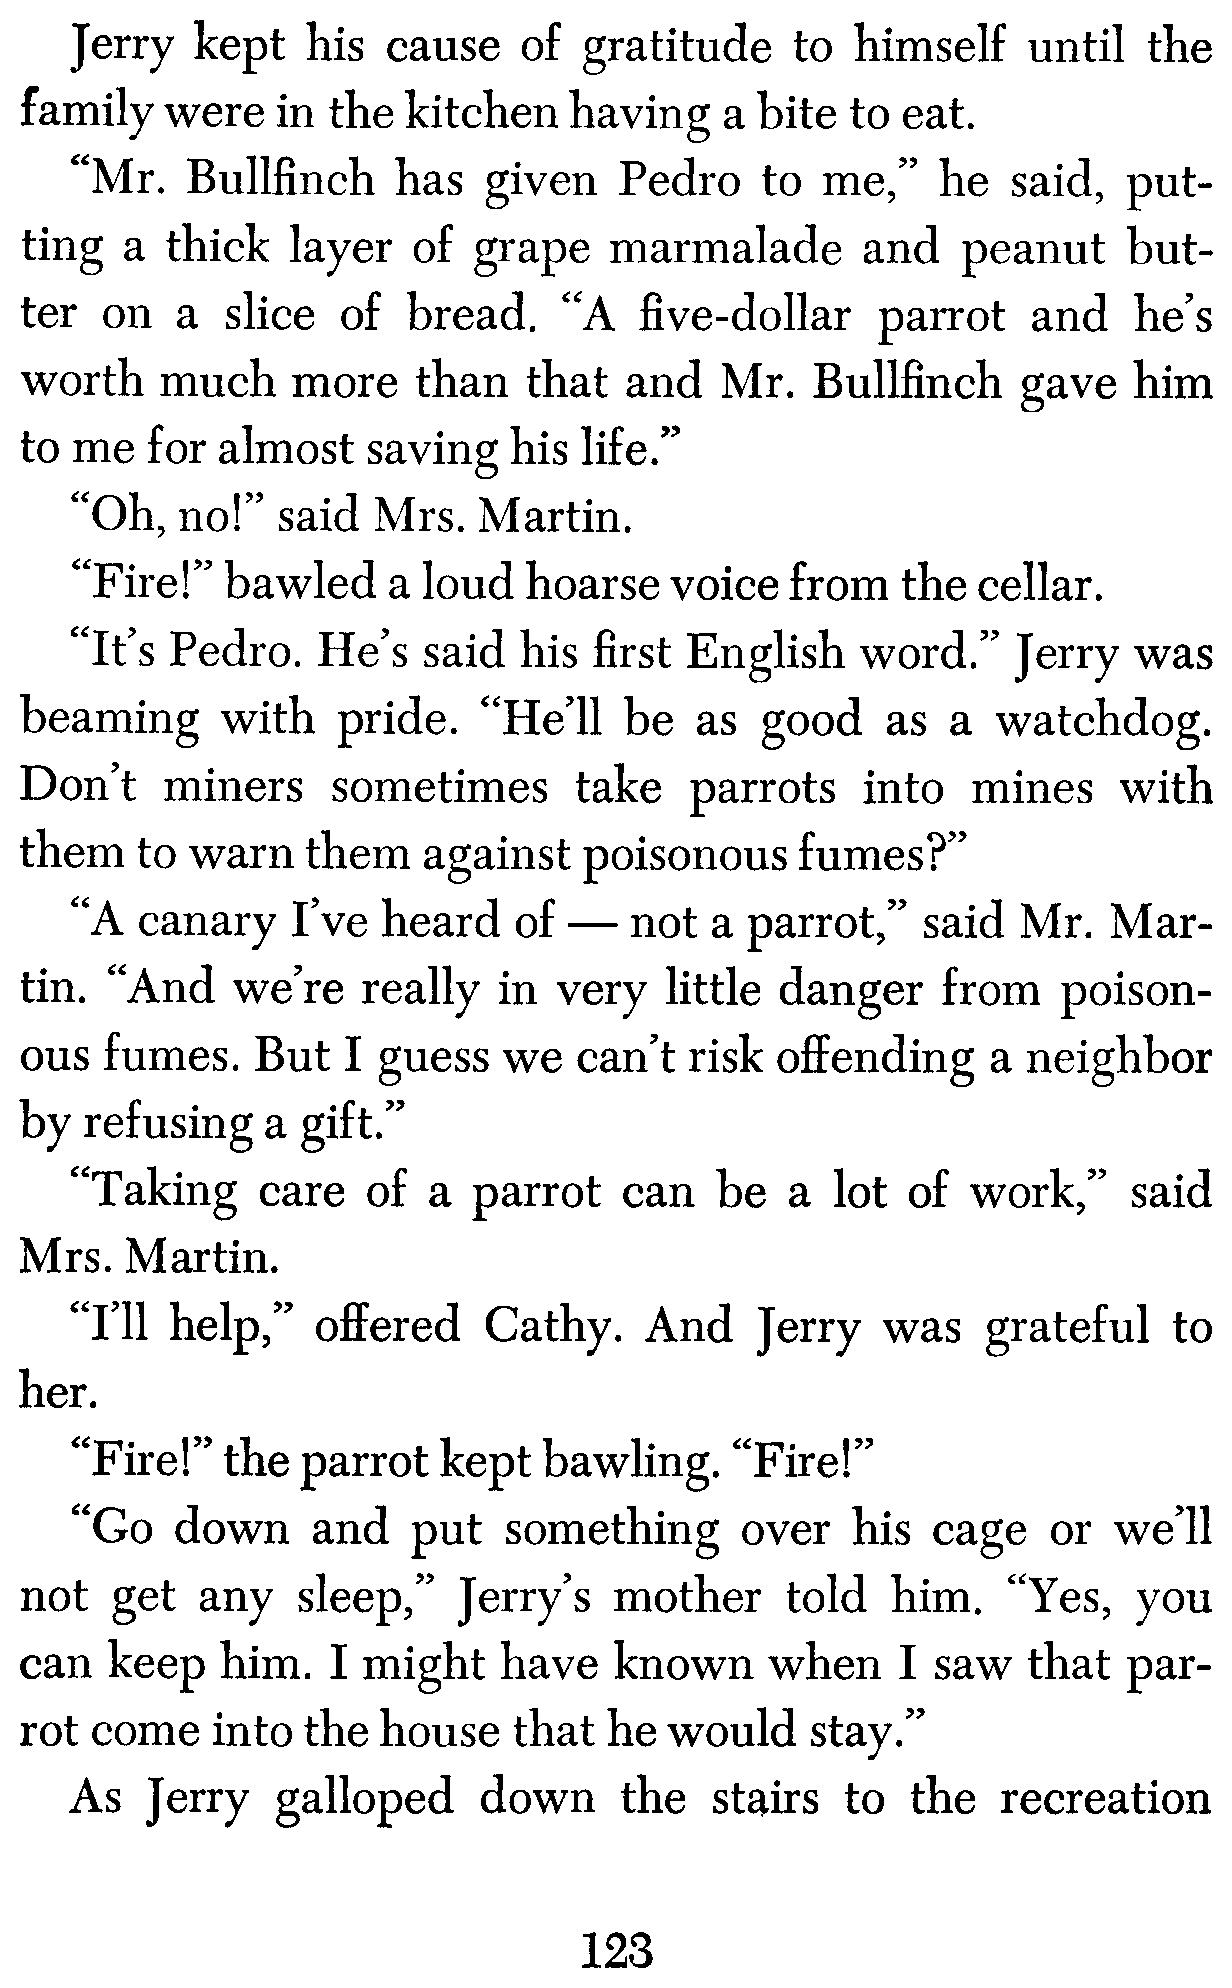 Jerry kept his cause of gratitude to himself until the
family were in the kitchen having a bite to eat.
“Mr. Bullfinch has given Pedro to me,” he said, put-
ting a thick layer of grape marmalade and peanut but-
ter on a slice of bread. “A five-dollar parrot and he’s
worth much more than that and Mr. Bullfinch gave him
to me for almost saving his life.”
“Oh, no!” said Mrs. Martin.
“Fire!” bawled a loud hoarse voice from the cellar.
“It’s Pedro. He’s said his first English word.” Jerry was
beaming with pride. “He’ll be as good as a watchdog.
Don’t miners sometimes take parrots into mines with
them to warn them against poisonous fumes?”
“A canary I’ve heard of — not a parrot,” said Mr. Mar-
tin. “And we’re really in very little danger from poison-
ous fumes. But I guess we can’t risk offending a neighbor
by refusing a gift.”
“Taking care of a parrot can be a lot of work,” said
Mrs. Martin.
“I’ll help,” offered Cathy. And Jerry was grateful to
her.
“Fire!” the parrot kept bawling. “Fire!”
“Go down and put something over his cage or we’ll
not get any sleep,” Jerry’s mother told him. “Yes, you
can keep him. I might have known when I saw that par-
rot come into the house that he would stay.”
As Jerry galloped down the stairs to the recreation
123